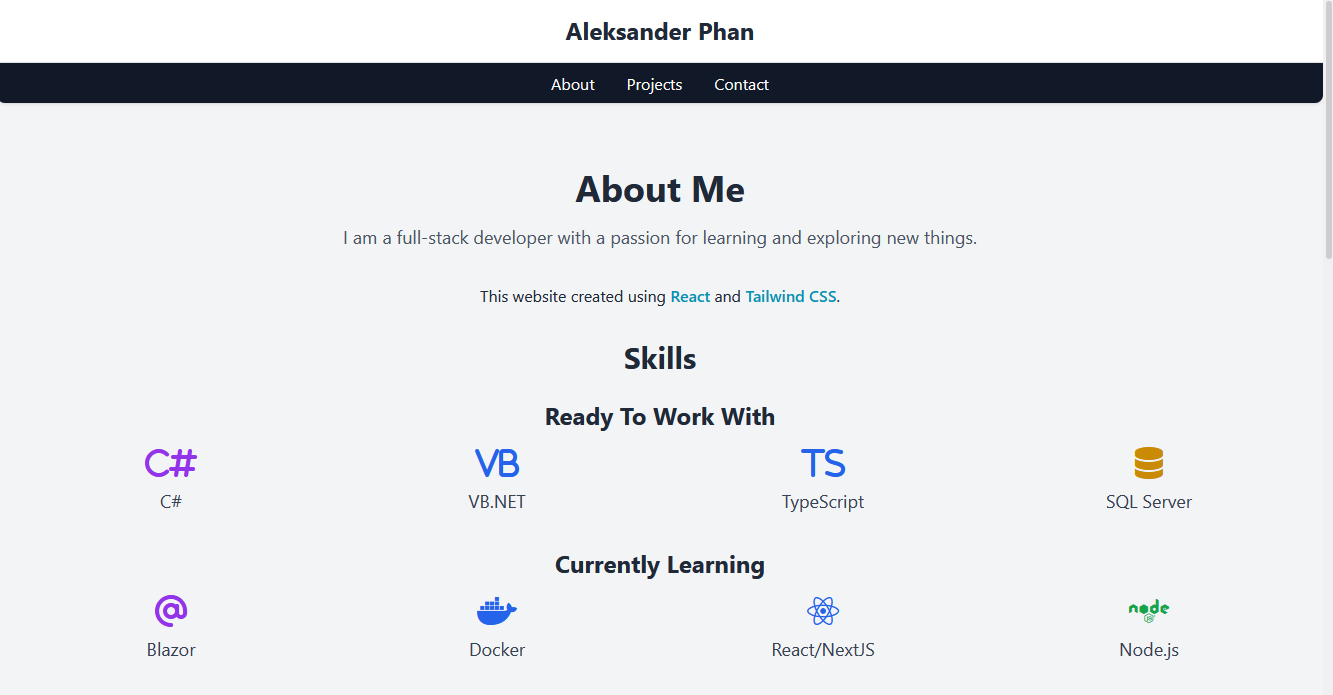 Aleksander Phan
About Projects Contact
About Me
I am a full-stack developer with a passion for learning and exploring new things.
This website created using React and Tailwind CSS.
Skills
Ready To Work With
C# VB TS
C# VB.NET TypeScript SQL Server
Currently Learning
@ node
Blazor Docker React/NextJS Node.js